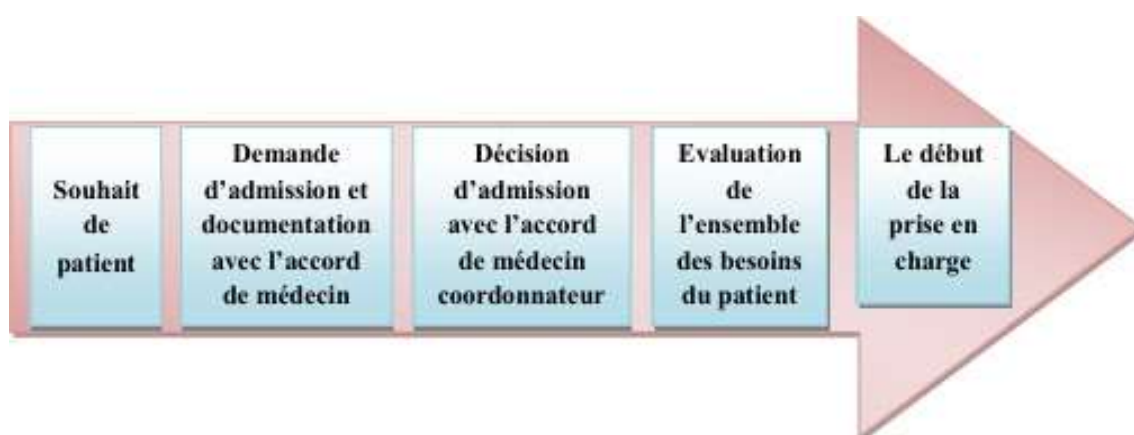 Souhait
de
patient
Demande
d'admission et
documentation
avec l'accord
de médecin
Décision
d'admission
avec l'accord
de médecin
coordonnateur
Evaluation
de
l'ensemble
des besoins
du patient
Le début
de la
prise en
charge